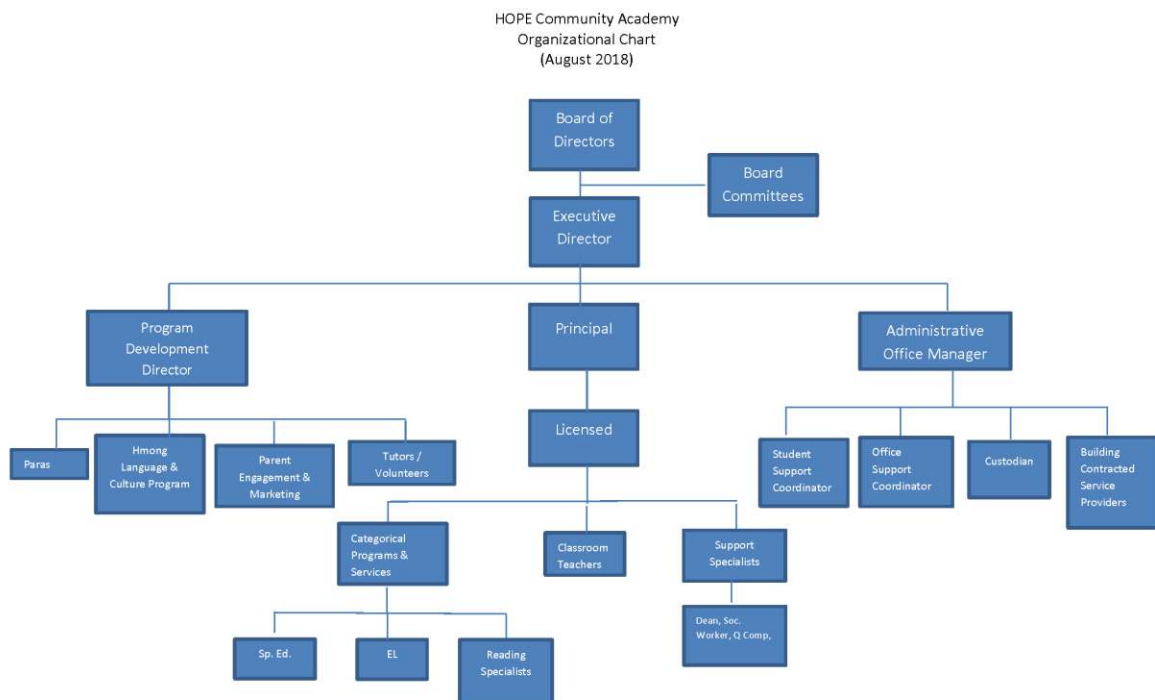 HOPE Community Academy
Organizational Chart
(August 2018)
Board of
Directors
Board
Committees
Executive
Director
Program
Development
Director
Principal
Administrative
Office Manager
Paras
Hmong
Language &
Culture Program
Parent
Engagement &
Marketing
Tutors /
Volunteers
Licensed
Student
Support
Coordinator
Office
Support
Coordinator
Custodian
Building
Contracted
Service
Providers
Categorical
Programs &
Services
Classroom
Teachers
Support
Specialists
Sp. Ed.
EL
Reading
Specialists
Dean, Soc.
Worker, Q Comp,